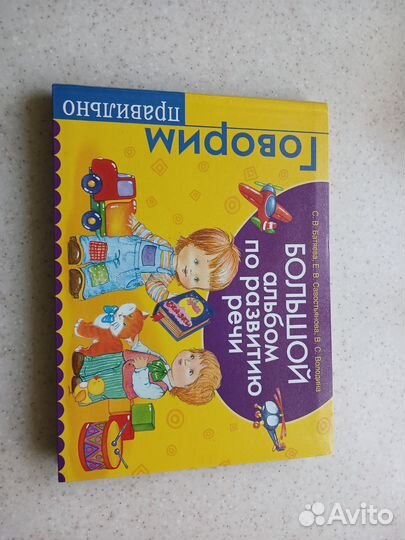 С. В. Батяева, Е. В. Савостьянова, В. С. Володина
БОЛЬШОЙ
альбом
по развитию
речи
Говорим
правильно
Avito